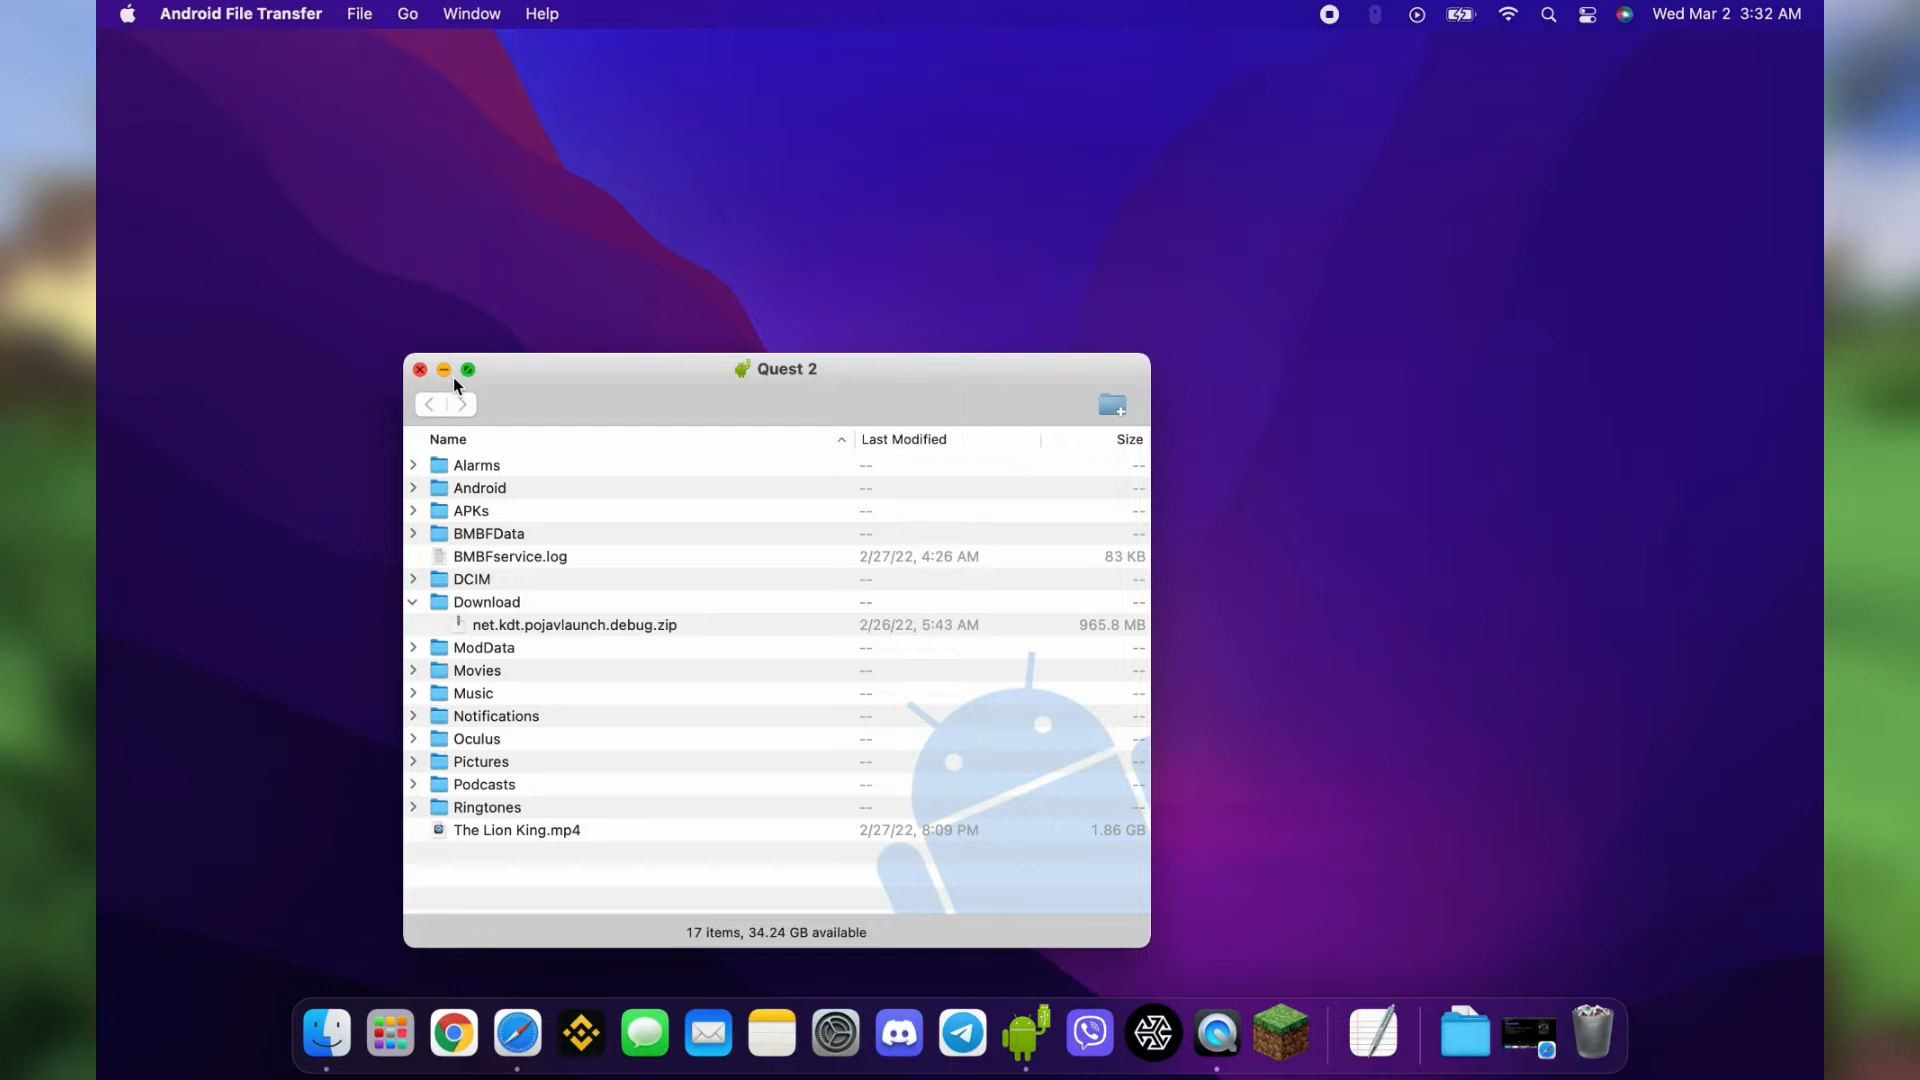 Android File Transfer File Go Window Help Wed Mar 2 3:32 AM
Quest 2
Name Last Modified Size
Alarms -- --
Android -- --
APKs -- --
BMBFData -- --
BMBFservice.log 2/27/22, 4:26 AM 83 KB
DCIM -- --
Download -- --
net.kdt.pojavlaunch.debug.zip 2/26/22, 5:43 AM 965.8 MB
ModData -- --
Movies -- --
Music -- --
Notifications -- --
Oculus -- --
Pictures -- --
Podcasts -- --
Ringtones -- --
The Lion King.mp4 2/27/22, 8:09 PM 1.86 GB
17 items, 34.24 GB available